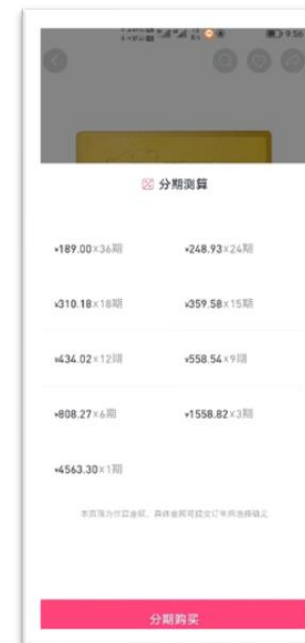 9:56
分期测算
¥189.00×36期
¥248.93×24期
¥310.18×18期
¥359.58×15期
¥434.02×12期
¥558.54×9期
¥808.27×6期
¥1558.82×3期
¥4563.30×1期
分期购买